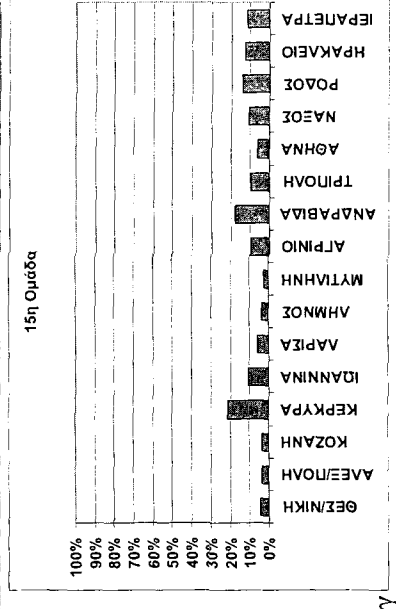 15η Ομάδα
100%
90%
80%
70%
60%
50%
40%
30%
20%
10%
0%
ΘΕΣ/ΝΙΚΗ
ΑΛΕΞ/ΠΟΛΗ
ΚΟΖΑΝΗ
ΚΕΡΚΥΡΑ
ΙΩΑΝΝΙΝΑ
ΛΑΡΙΣΑ
ΛΗΜΝΟΣ
ΜΥΤΙΛΗΝΗ
ΑΓΡΙΝΙΟ
ΑΝΔΡΑΒΙΔΑ
ΤΡΙΠΟΛΗ
ΑΘΗΝΑ
ΝΑΞΟΣ
ΡΟΔΟΣ
ΗΡΑΚΛΕΙΟ
ΙΕΡΑΠΕΤΡΑ
γ